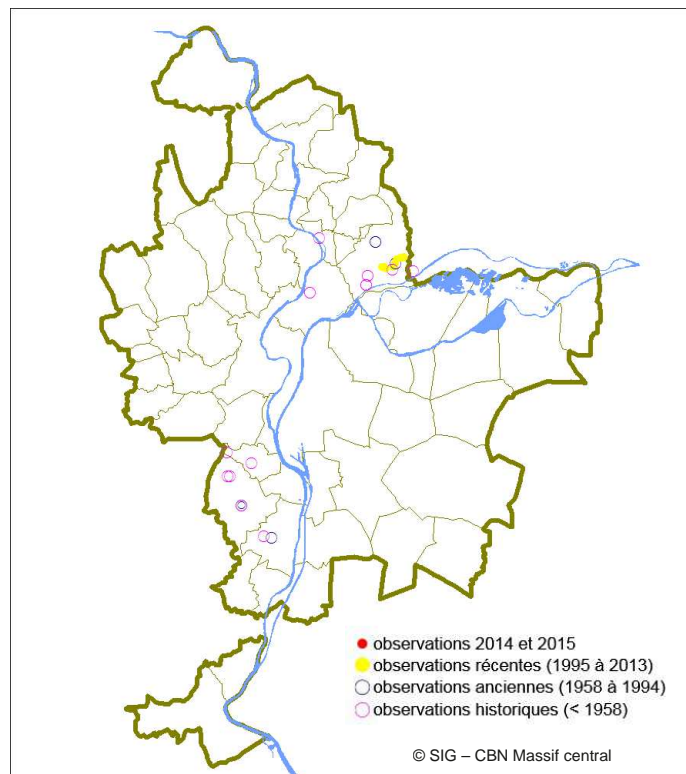 observations 2014 et 2015
observations récentes (1995 à 2013)
observations anciennes (1958 à 1994)
observations historiques (< 1958)
© SIG – CBN Massif central